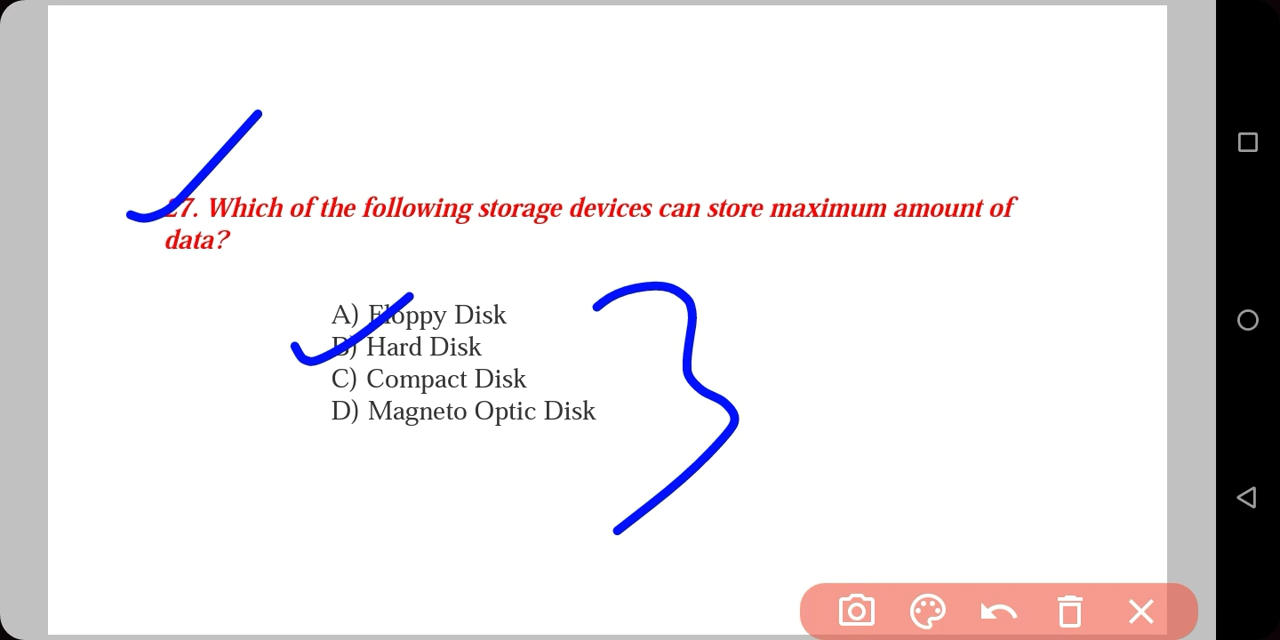 27. Which of the following storage devices can store maximum amount of
data?
A) Floppy Disk
B) Hard Disk
C) Compact Disk
D) Magneto Optic Disk